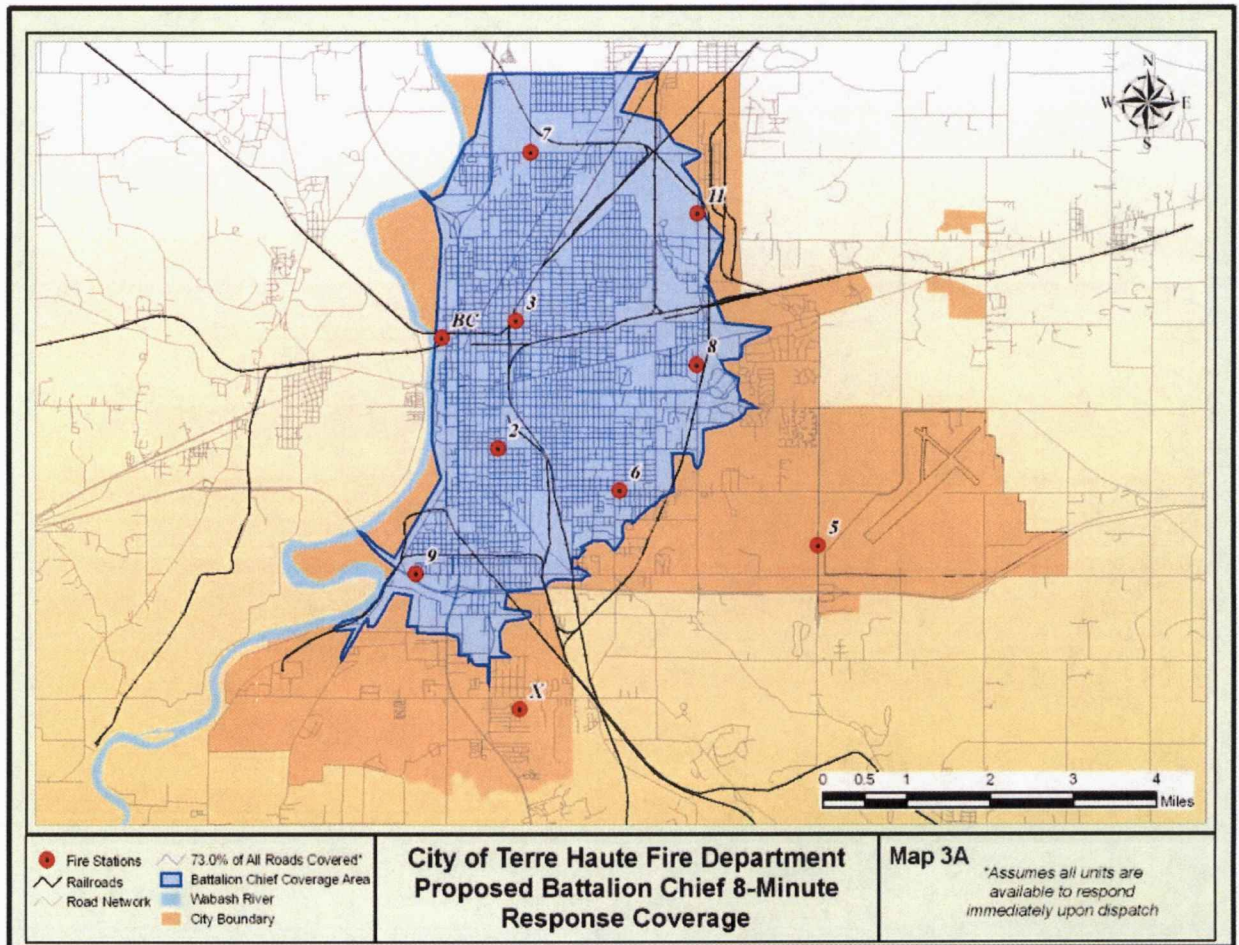 N
W E
S
7
11
3
BC
8
2
6
5
9
X
0 0.5 1 2 3 4
Miles
Fire Stations
Railroads
Road Network
73.0% of All Roads Covered*
Battalion Chief Coverage Area
Wabash River
City Boundary
City of Terre Haute Fire Department
Proposed Battalion Chief 8-Minute
Response Coverage
Map 3A
*Assumes all units are
available to respond
immediately upon dispatch